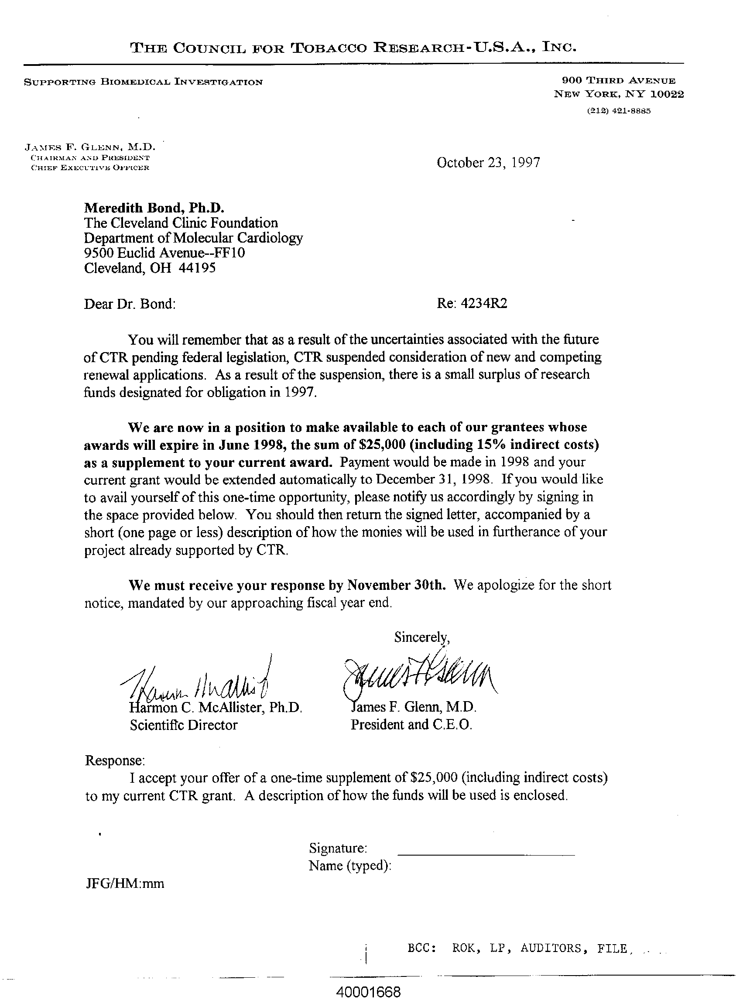 THE COUNCIL FOR TOBACCO RESEARCH-U.S.A., INC.
SUPPORTING BIOMEDICAL INVESTIGATION
900 THIRD AVENUE
NEW YORK, NY 10022
(212) 421-8885
JAMES F. GLENN, M.D.
CHAIRMAN AND PRESIDENT
CHIEF EXECUTIVE OFFICER
October 23, 1997
Meredith Bond, Ph.D.
The Cleveland Clinic Foundation
Department of Molecular Cardiology
9500 Euclid Avenue--FF10
Cleveland, OH 44195
Dear Dr. Bond: Re: 4234R2
You will remember that as a result of the uncertainties associated with the future
of CTR pending federal legislation, CTR suspended consideration of new and competing
renewal applications. As a result of the suspension, there is a small surplus of research
funds designated for obligation in 1997.
We are now in a position to make available to each of our grantees whose
awards will expire in June 1998, the sum of $25,000 (including 15% indirect costs)
as a supplement to your current award. Payment would be made in 1998 and your
current grant would be extended automatically to December 31, 1998. If you would like
to avail yourself of this one-time opportunity, please notify us accordingly by signing in
the space provided below. You should then return the signed letter, accompanied by a
short (one page or less) description of how the monies will be used in furtherance of your
project already supported by CTR.
We must receive your response by November 30th. We apologize for the short
notice, mandated by our approaching fiscal year end.
Sincerely,
Harmon C. McAllister, Ph.D. James F. Glenn, M.D.
Scientific Director President and C.E.O.
Response:
I accept your offer of a one-time supplement of $25,000 (including indirect costs)
to my current CTR grant. A description of how the funds will be used is enclosed.
Signature:
Name (typed):
JFG/HM:mm
BCC: ROK, LP, AUDITORS, FILE,
40001668